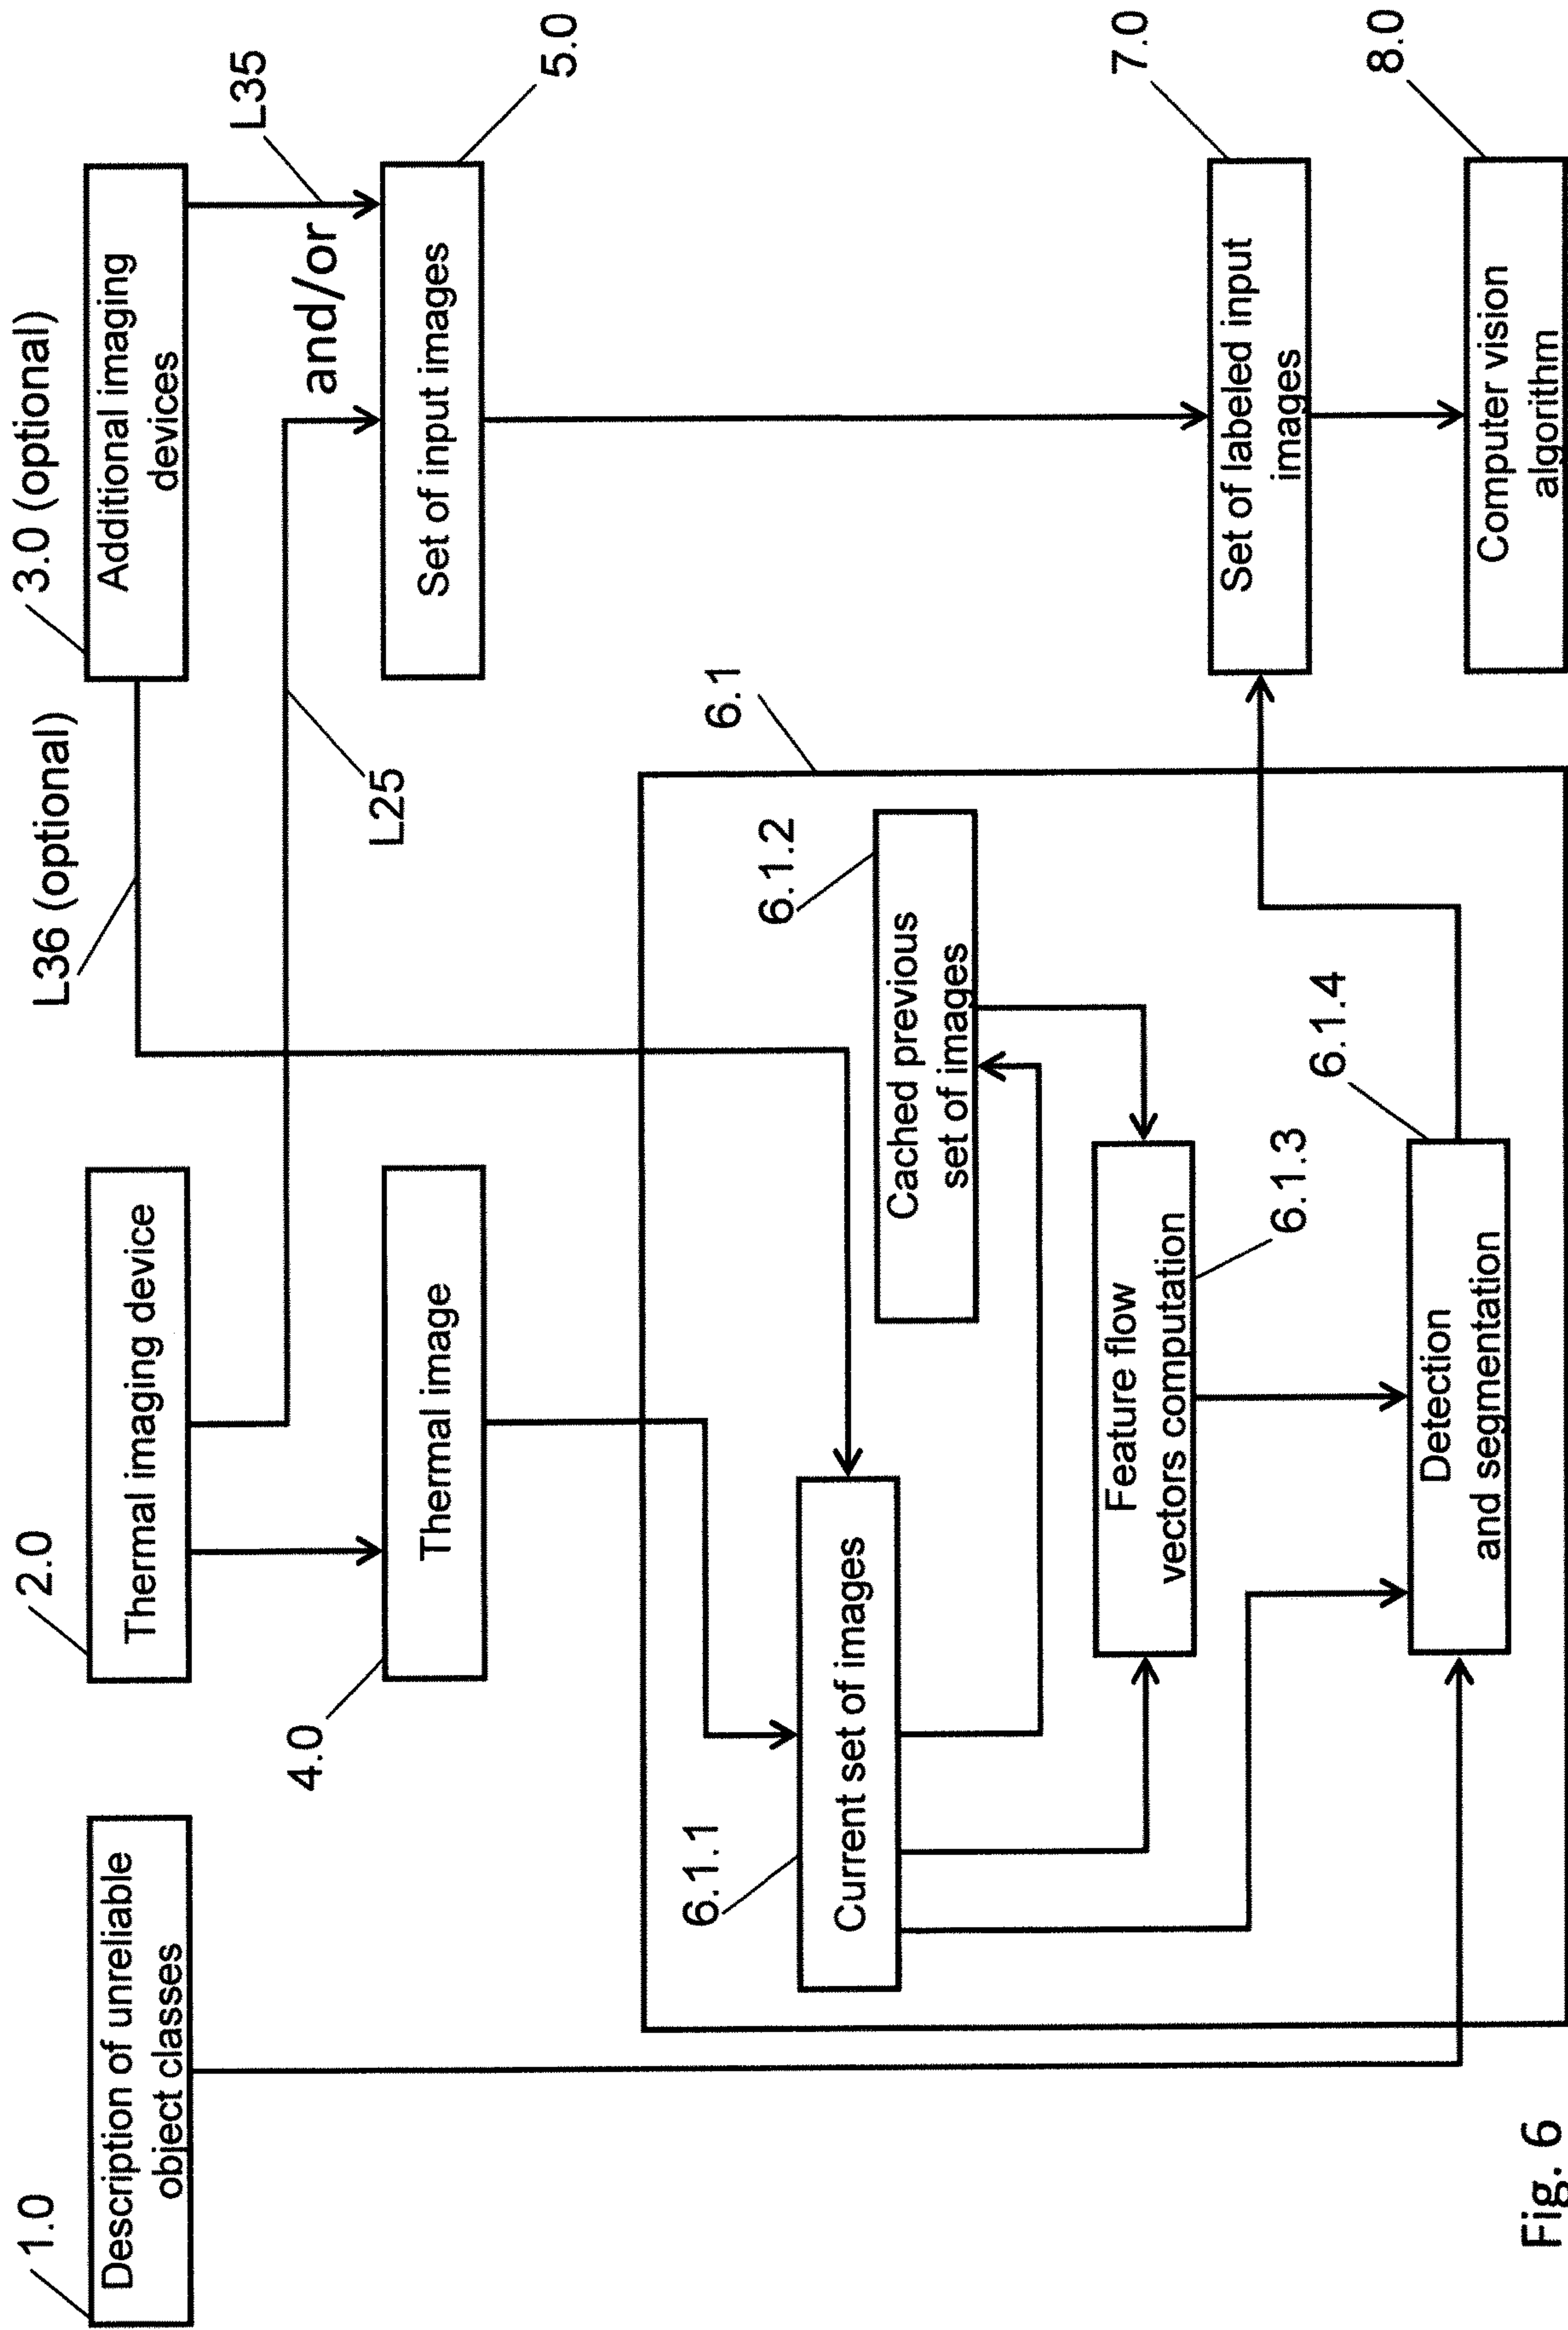 1.0
Description of unreliable
object classes
2.0
Thermal imaging device
3.0 (optional)
Additional imaging
devices
L36 (optional)
L35
and/or
L25
4.0
Thermal image
5.0
Set of input images
6.1
6.1.1
Current set of images
6.1.2
Cached previous
set of images
Feature flow
vectors computation
6.1.3
6.1.4
Detection
and segmentation
7.0
Set of labeled input
images
8.0
Computer vision
algorithm
Fig. 6